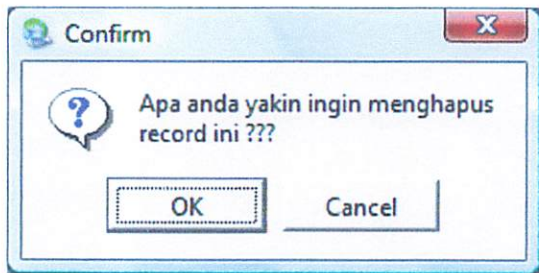 Confirm
Apa anda yakin ingin menghapus
record ini ???
OK
Cancel